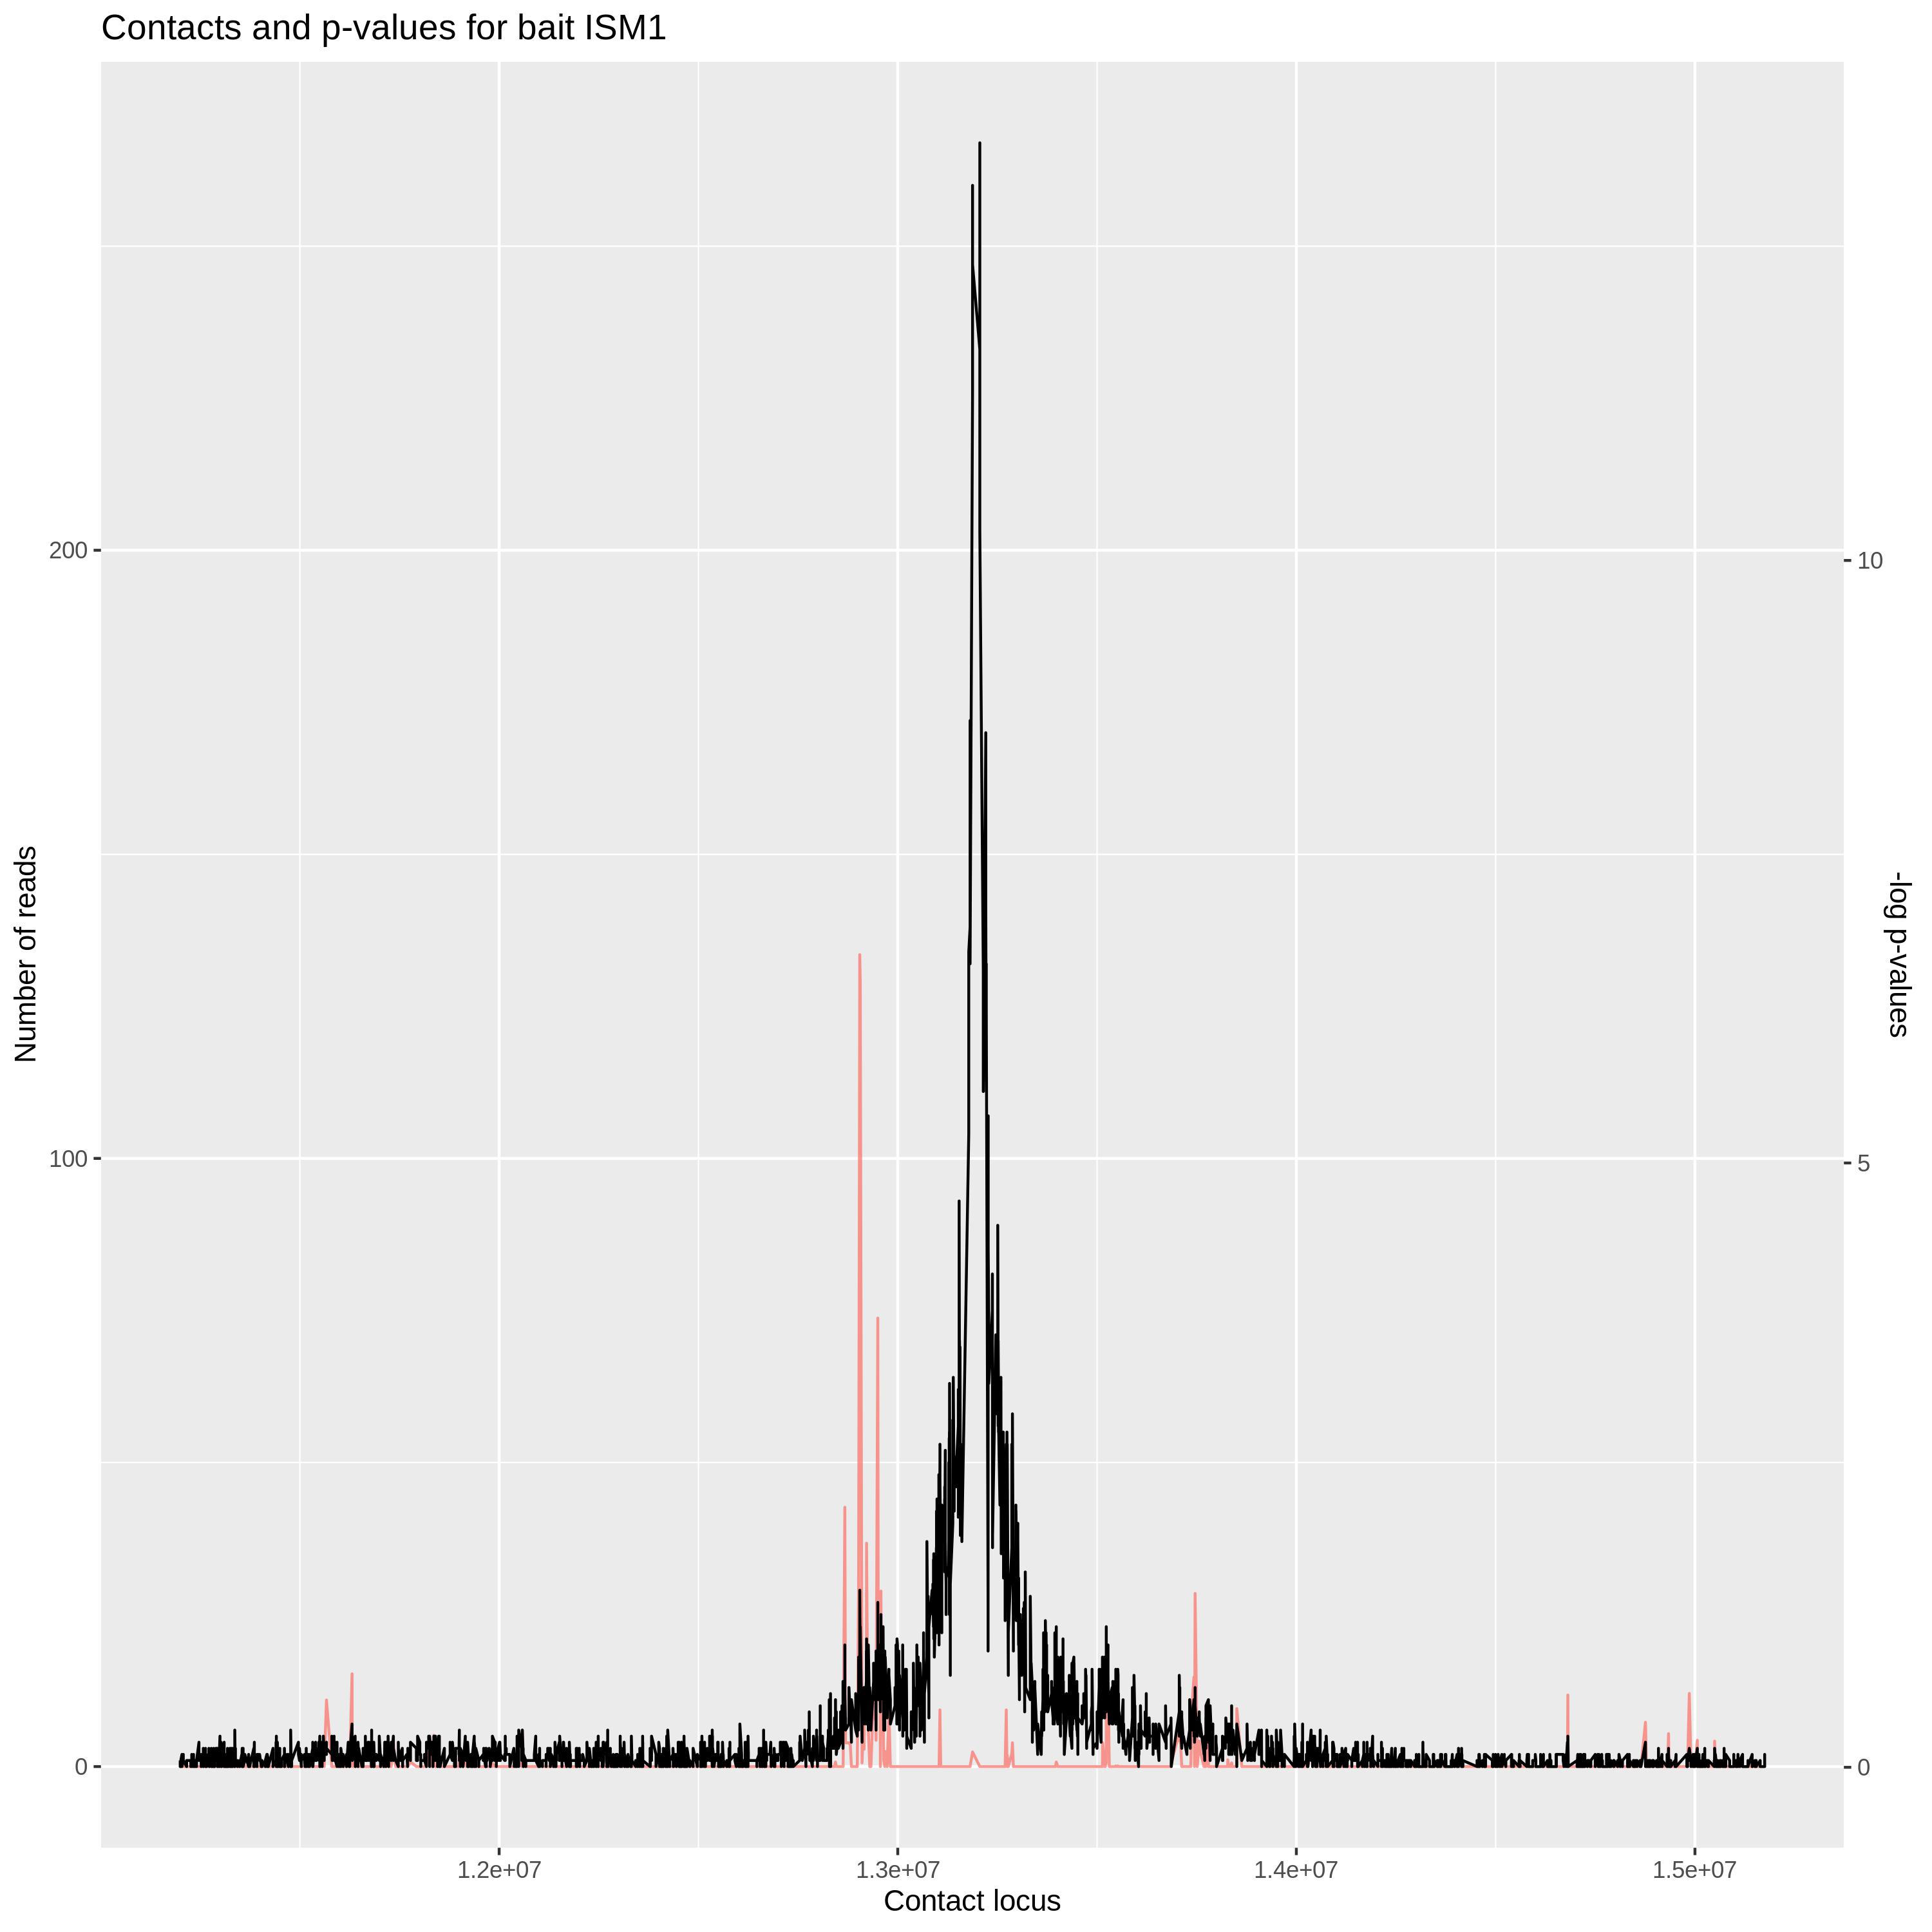 Contacts and p-values for bait ISM1
200
100
0
Number of reads
10
5
0
-log p-values
1.2e+07
1.3e+07
1.4e+07
1.5e+07
Contact locus